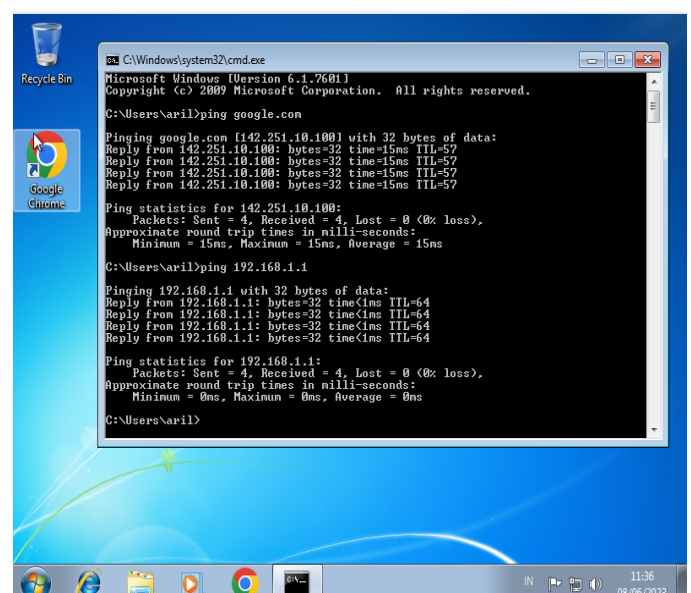 Recycle Bin
Google
Chrome
C:\Windows\system32\cmd.exe
Microsoft Windows [Version 6.1.7601]
Copyright (c) 2009 Microsoft Corporation.  All rights reserved.
C:\Users\aril>ping google.com
Pinging google.com [142.251.10.100] with 32 bytes of data:
Reply from 142.251.10.100: bytes=32 time=15ms TTL=57
Reply from 142.251.10.100: bytes=32 time=15ms TTL=57
Reply from 142.251.10.100: bytes=32 time=15ms TTL=57
Reply from 142.251.10.100: bytes=32 time=15ms TTL=57
Ping statistics for 142.251.10.100:
    Packets: Sent = 4, Received = 4, Lost = 0 (0% loss),
Approximate round trip times in milli-seconds:
    Minimum = 15ms, Maximum = 15ms, Average = 15ms
C:\Users\aril>ping 192.168.1.1
Pinging 192.168.1.1 with 32 bytes of data:
Reply from 192.168.1.1: bytes=32 time<1ms TTL=64
Reply from 192.168.1.1: bytes=32 time<1ms TTL=64
Reply from 192.168.1.1: bytes=32 time<1ms TTL=64
Reply from 192.168.1.1: bytes=32 time<1ms TTL=64
Ping statistics for 192.168.1.1:
    Packets: Sent = 4, Received = 4, Lost = 0 (0% loss),
Approximate round trip times in milli-seconds:
    Minimum = 0ms, Maximum = 0ms, Average = 0ms
C:\Users\aril>
IN
11:36
08/06/2023